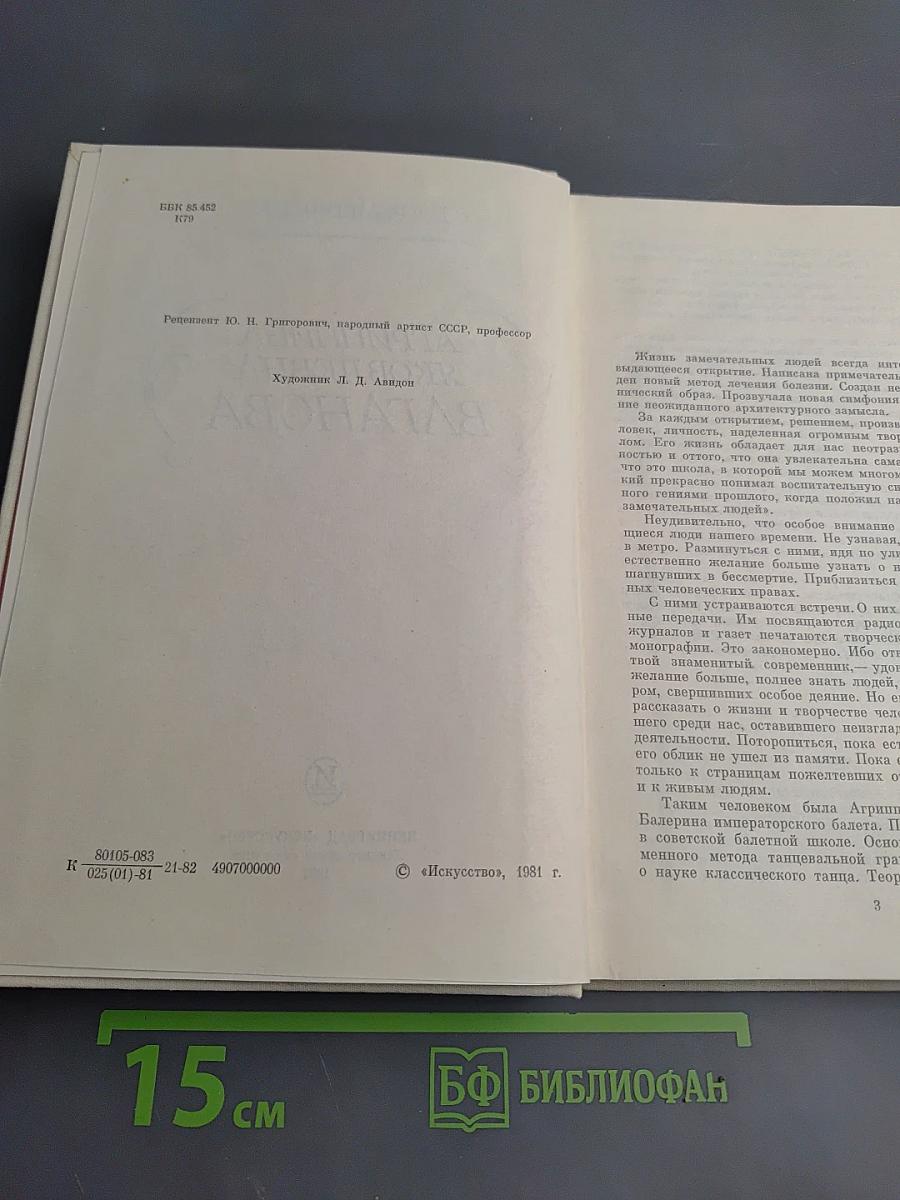 ББК 85.452
К79
Рецензент Ю. Н. Григорович, народный артист СССР, профессор
Художник Л. Д. Авидон
К 80105-083
025(01)-81 21-82 4907000000
© «Искусство», 1981 г.
Жизнь замечательных людей всегда инте
выдающееся открытие. Написана примечатель
ден новый метод лечения болезни. Создан не
нический образ. Прозвучала новая симфония
ние неожиданного архитектурного замысла.
За каждым открытием, решением, произв
ловек, личность, наделенная огромным твор
лом. Его жизнь обладает для нас неотраз
ностью и оттого, что она увлекательна сама
что это школа, в которой мы можем многом
кий прекрасно понимал воспитательную си
ного гениями прошлого, когда положил на
замечательных людей».
Неудивительно, что особое внимание
щиеся люди нашего времени. Не узнавая,
в метро. Разминуться с ними, идя по ули
естественно желание больше узнать о н
шагнувших в бессмертие. Приблизиться
ных человеческих правах.
С ними устраиваются встречи. О них
ные передачи. Им посвящаются радио
журналов и газет печатаются творческ
монографии. Это закономерно. Ибо отв
твой знаменитый современник,— удов
желание больше, полнее знать людей,
ром, свершивших особое деяние. Но е
рассказать о жизни и творчестве чело
шего среди нас, оставившего неизглад
деятельности. Поторопиться, пока ест
его облик не ушел из памяти. Пока о
только к страницам пожелтевших о
и к живым людям.
Таким человеком была Агрипп
Балерина императорского балета. П
в советской балетной школе. Осно
менного метода танцевальной гра
о науке классического танца. Теор
3
15 см
БФ БИБЛИОФАН